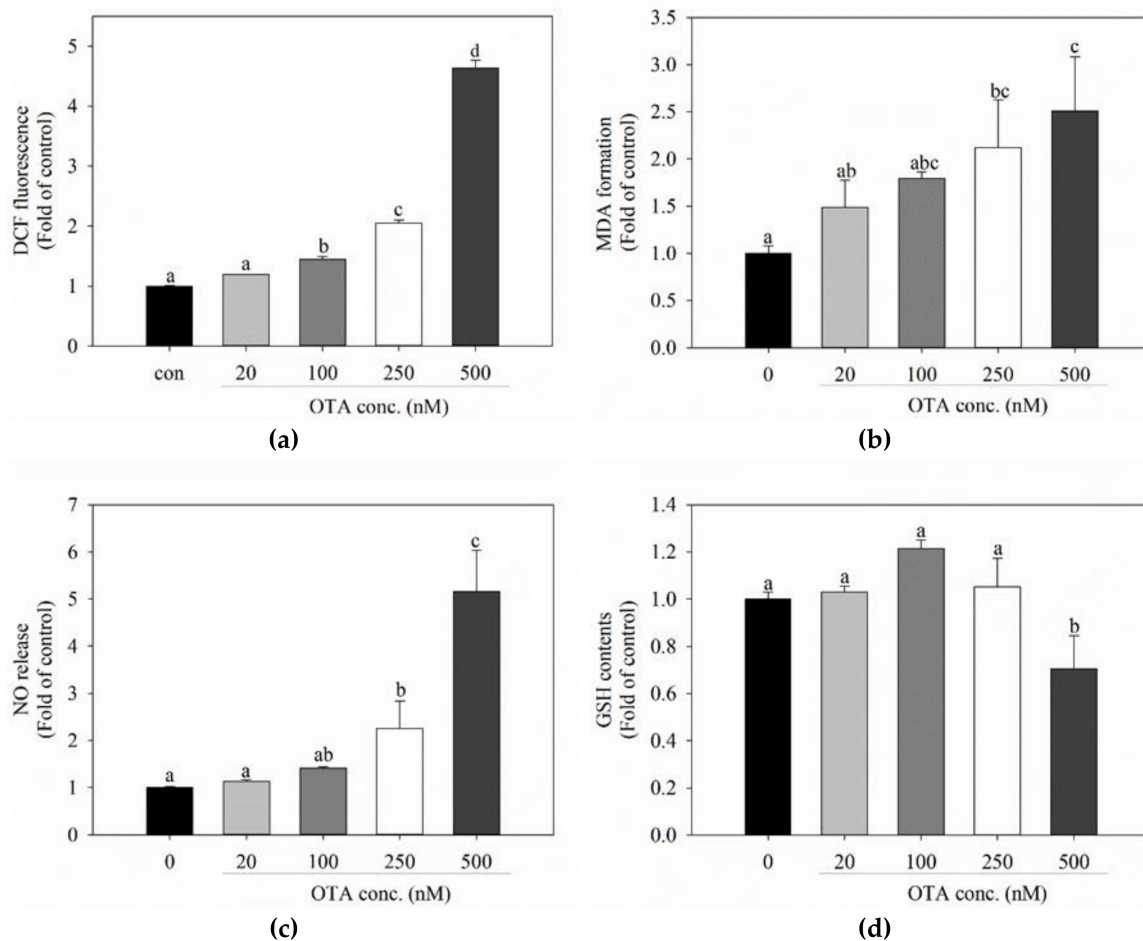 DCF fluorescence
(Fold of control)
5
4
3
2
1
0
a
a
b
c
d
con
20
100
250
500
OTA conc. (nM)
(a)
MDA formation
(Fold of control)
3.5
3.0
2.5
2.0
1.5
1.0
0.5
0.0
a
ab
abc
bc
c
0
20
100
250
500
OTA conc. (nM)
(b)
NO release
(Fold of control)
7
6
5
4
3
2
1
0
a
a
ab
b
c
0
20
100
250
500
OTA conc. (nM)
(c)
GSH contents
(Fold of control)
1.4
1.2
1.0
0.8
0.6
0.4
0.2
0.0
a
a
a
a
b
0
20
100
250
500
OTA conc. (nM)
(d)